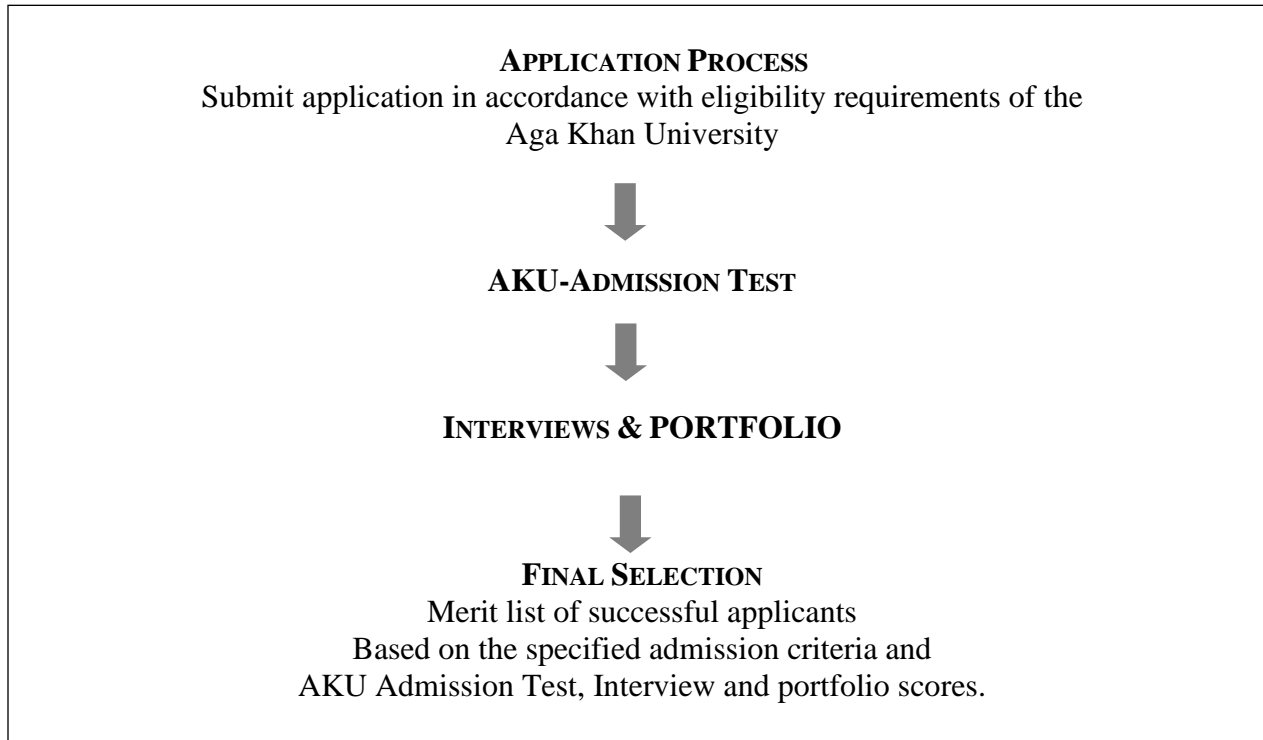 APPLICATION PROCESS
Submit application in accordance with eligibility requirements of the
Aga Khan University
AKU-ADMISSION TEST
INTERVIEWS & PORTFOLIO
FINAL SELECTION
Merit list of successful applicants
Based on the specified admission criteria and
AKU Admission Test, Interview and portfolio scores.